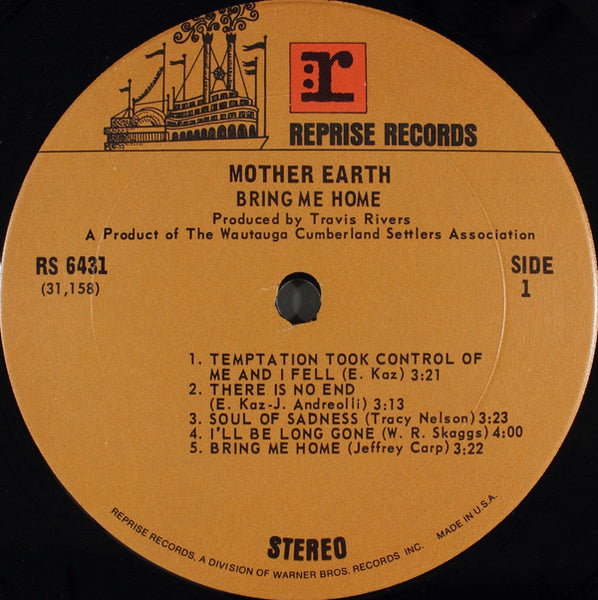 r
REPRISE RECORDS
MOTHER EARTH
BRING ME HOME
Produced by Travis Rivers
A Product of The Wautauga Cumberland Settlers Association
RS 6431
(31,158)
SIDE
1
1. TEMPTATION TOOK CONTROL OF
ME AND I FELL (E. Kaz) 3:21
2. THERE IS NO END
(E. Kaz-J. Andreolli) 3:13
3. SOUL OF SADNESS (Tracy Nelson) 3:23
4. I'LL BE LONG GONE (W. R. Skaggs) 4:00
5. BRING ME HOME (Jeffrey Carp) 3:22
STEREO
REPRISE RECORDS, A DIVISION OF WARNER BROS. RECORDS INC. MADE IN U.S.A.